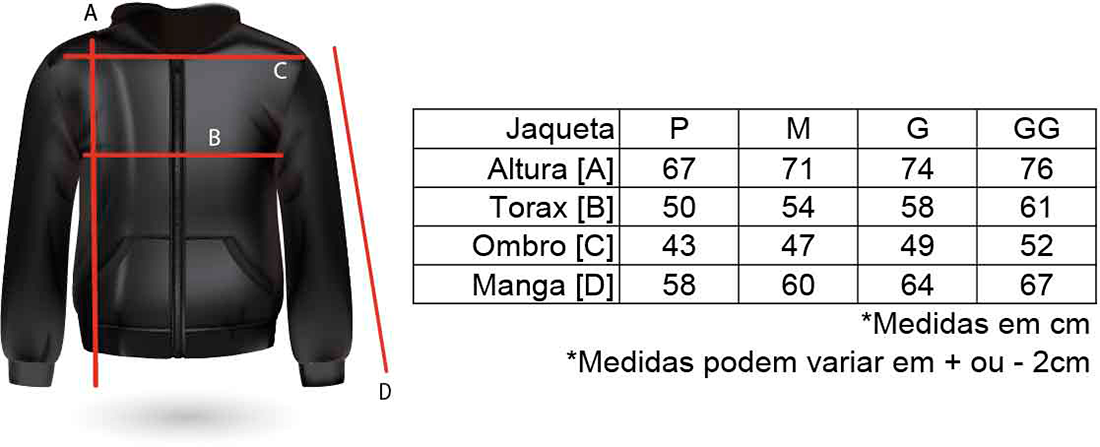 A
C
B
D
Jaqueta P M G GG
Altura [A] 67 71 74 76
Torax [B] 50 54 58 61
Ombro [C] 43 47 49 52
Manga [D] 58 60 64 67
*Medidas em cm
*Medidas podem variar em + ou - 2cm